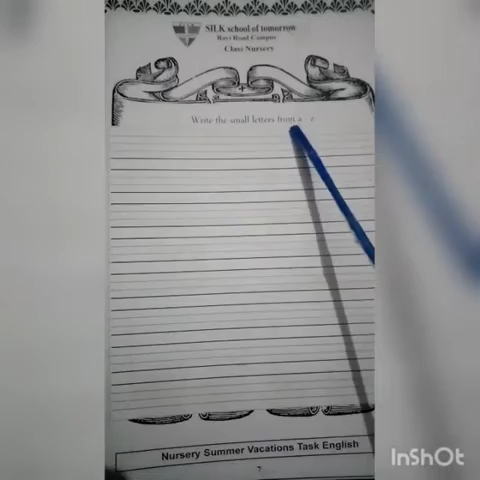 SILK school of tomorrow
Ravi Road Campus
Class Nursery
Write the small letters from a - z
Nursery Summer Vacations Task English
InShOt